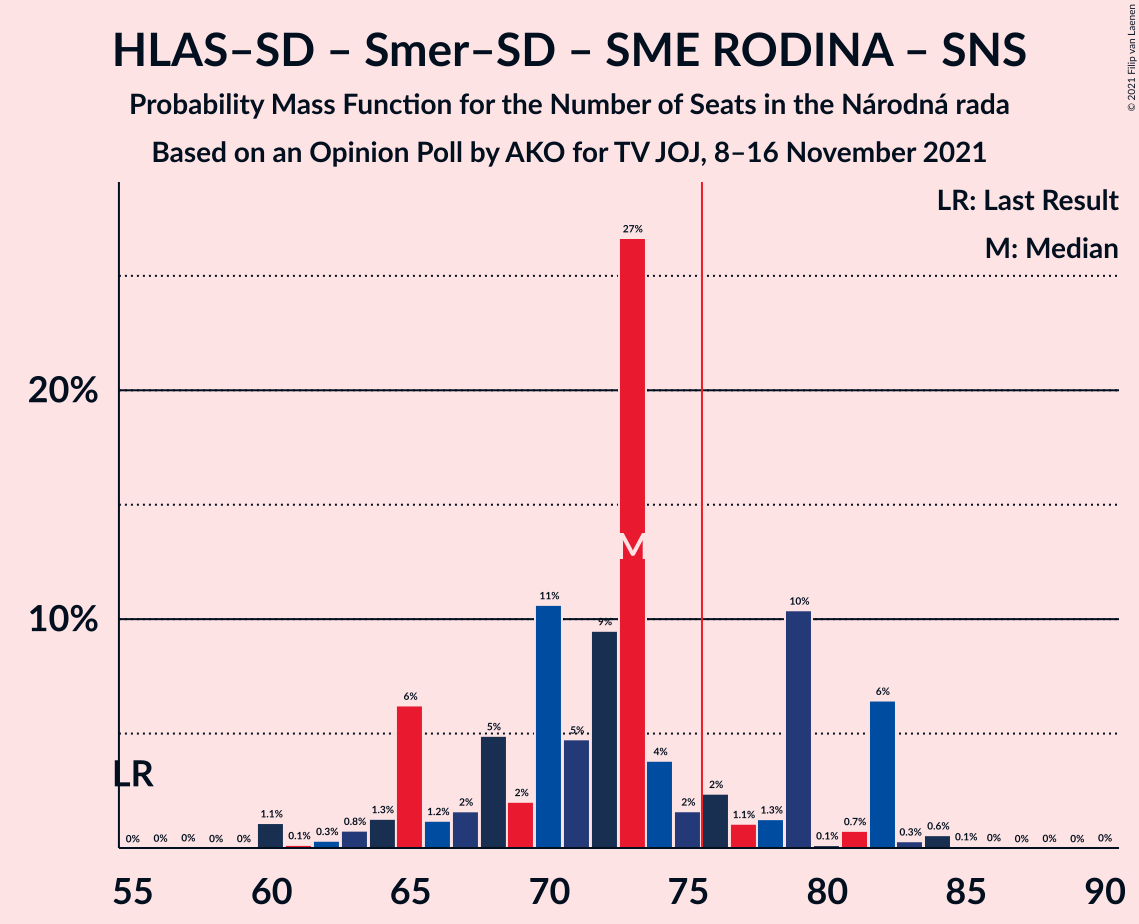 © 2021 Filip van Laenen
HLAS–SD – Smer–SD – SME RODINA – SNS
Probability Mass Function for the Number of Seats in the Národná rada
Based on an Opinion Poll by AKO for TV JOJ, 8–16 November 2021
LR: Last Result
M: Median
20%
10%
LR
M
0% 0% 0% 0% 0% 1.1% 0.1% 0.3% 0.8% 1.3% 6% 1.2% 2% 5% 2% 11% 5% 9% 27% 4% 2% 2% 1.1% 1.3% 10% 0.1% 0.7% 6% 0.3% 0.6% 0.1% 0% 0% 0% 0% 0%
55 60 65 70 75 80 85 90